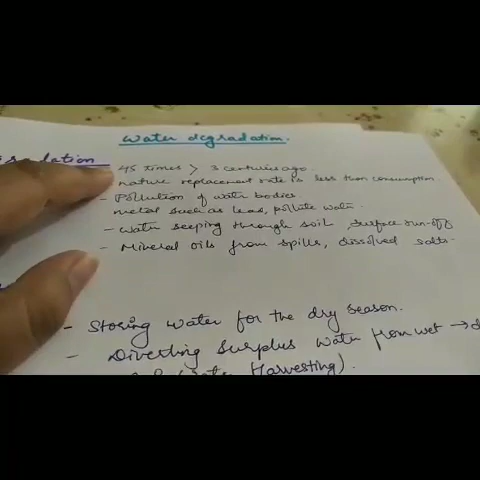 Water degradation.
dation
45 times > 3 centuries ago.
nature replacement rate is less than consumption.
- Pollution of water bodies
metal such as lead, pollute water.
- water seeping through soil, surface run-off
- Mineral oils from spills, dissolved salts.
- Storing water for the dry season.
- Diverting surplus water from wet →
Harvesting).